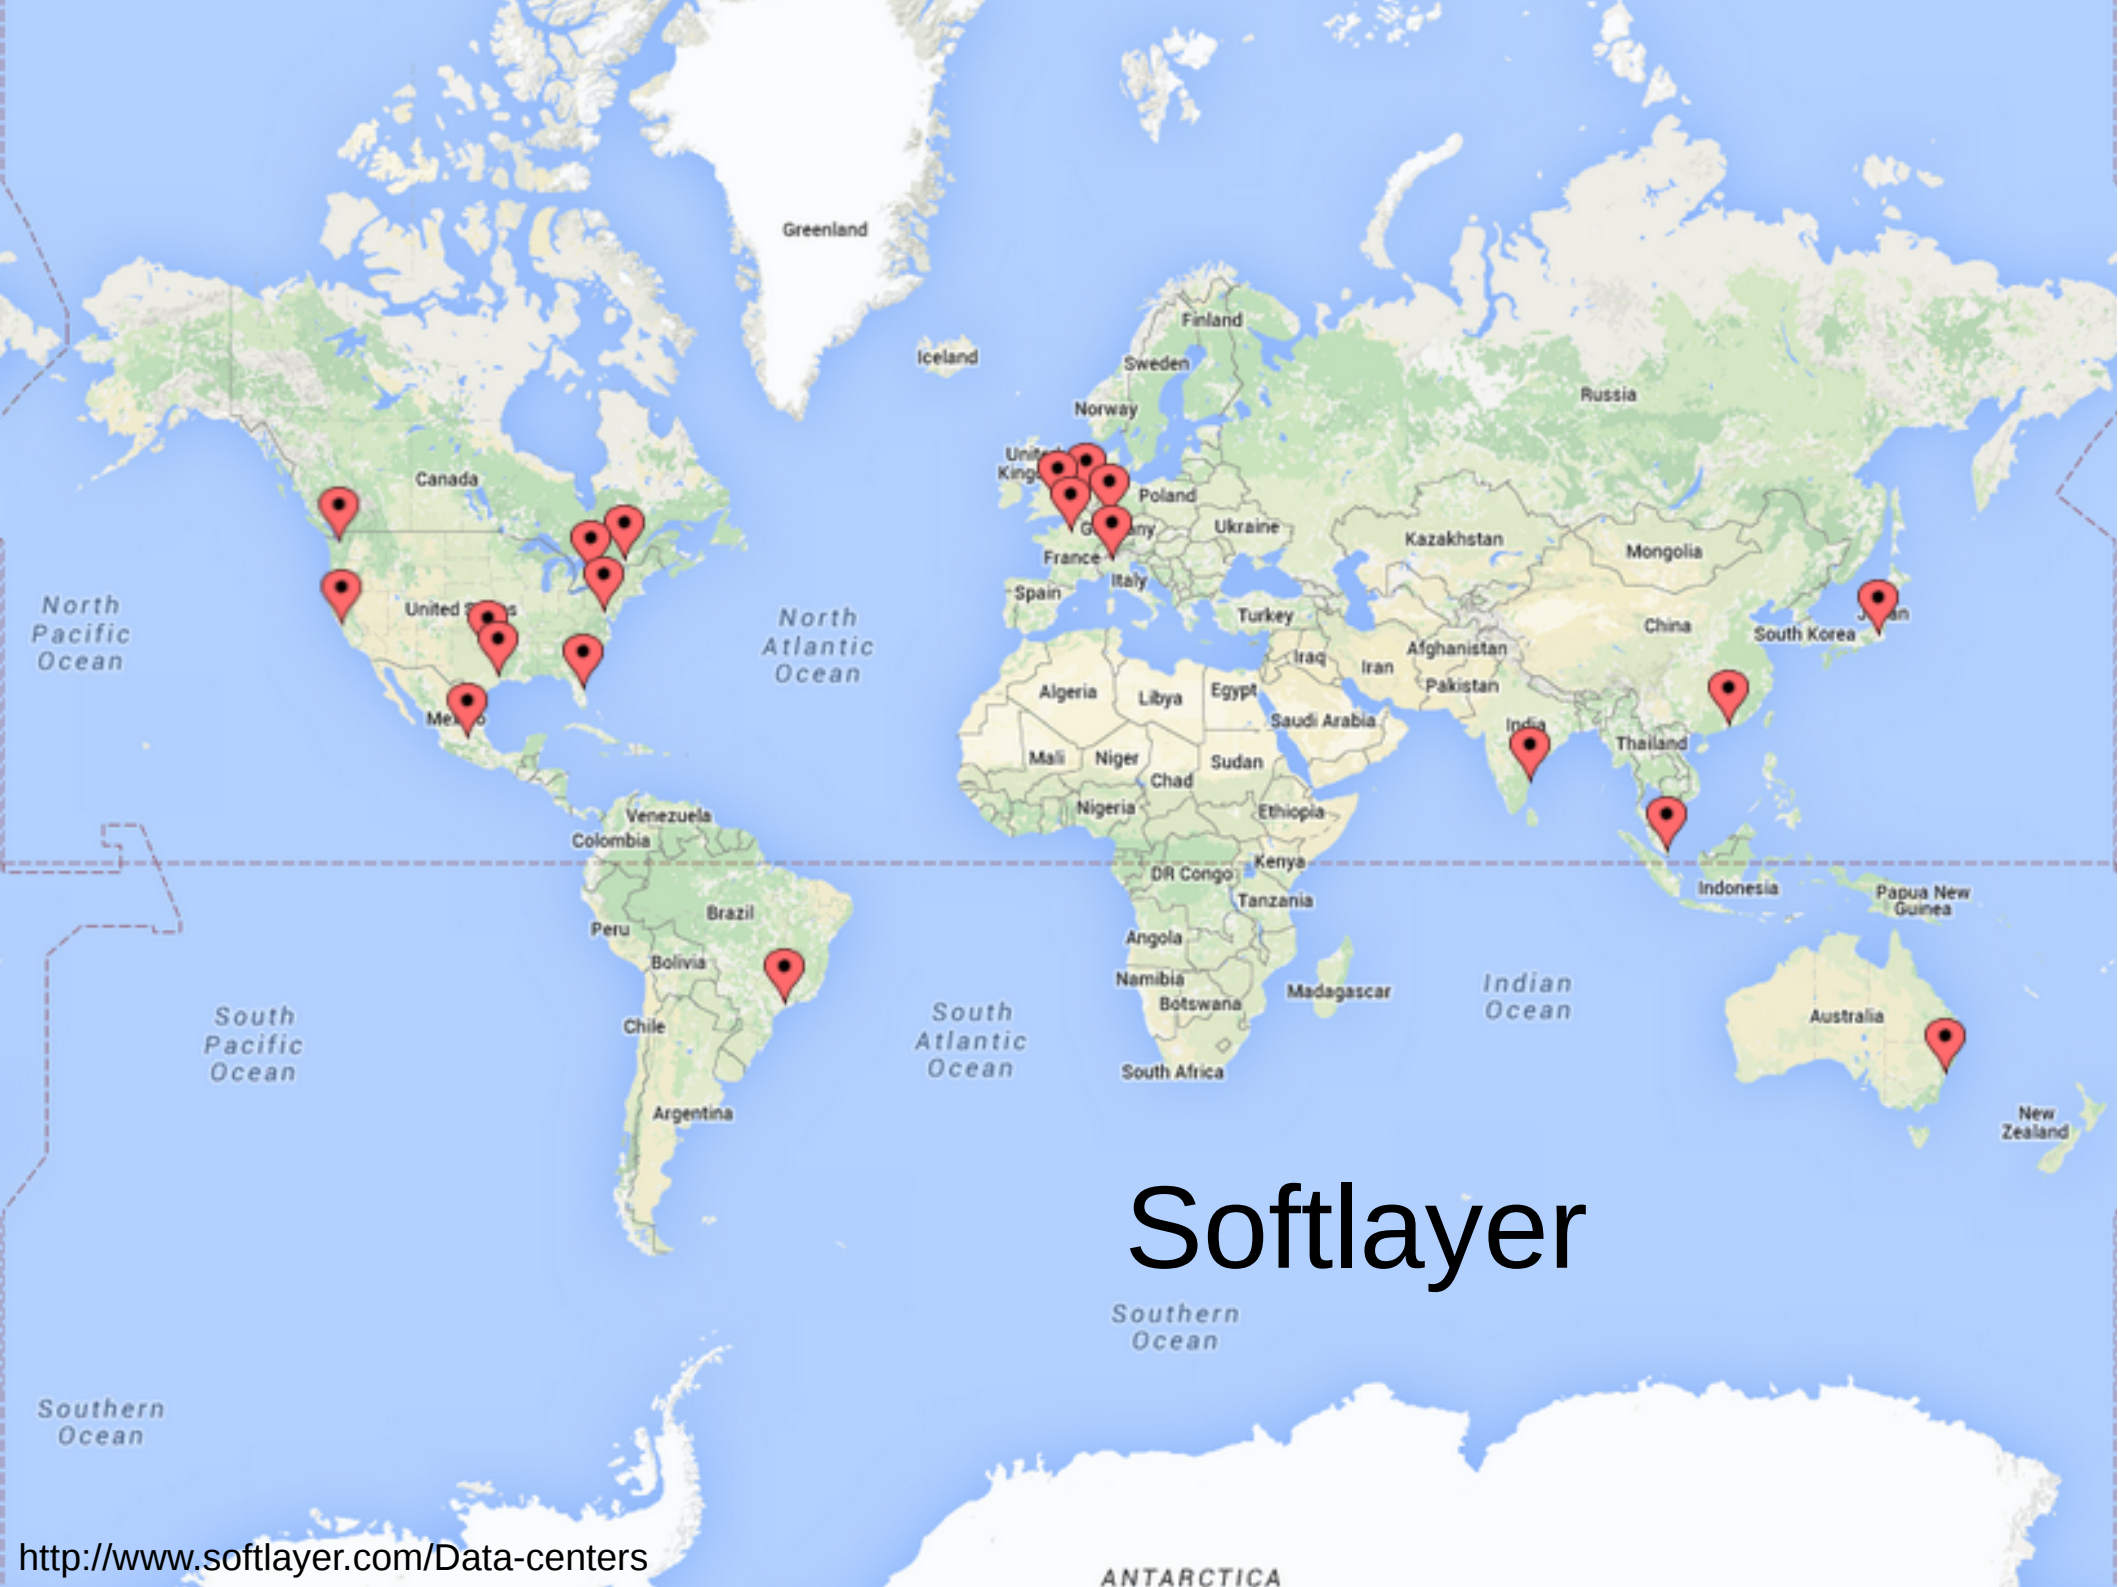 Greenland
Iceland
Finland
Sweden
Norway
Russia
Canada
Poland
Ukraine
Kazakhstan
Mongolia
France
Italy
Spain
Turkey
China
South Korea
North
Pacific
Ocean
North
Atlantic
Ocean
Afghanistan
Iraq
Iran
Pakistan
Algeria
Libya
Egypt
Saudi Arabia
India
Thailand
Mali
Niger
Sudan
Chad
Nigeria
Ethiopia
Venezuela
Colombia
Kenya
DR Congo
Tanzania
Indonesia
Papua New
Guinea
Brazil
Peru
Bolivia
Angola
Namibia
Botswana
Madagascar
Indian
Ocean
Australia
South
Pacific
Ocean
Chile
South
Atlantic
Ocean
South Africa
Argentina
New
Zealand
Softlayer
Southern
Ocean
Southern
Ocean
http://www.softlayer.com/Data-centers
ANTARCTICA